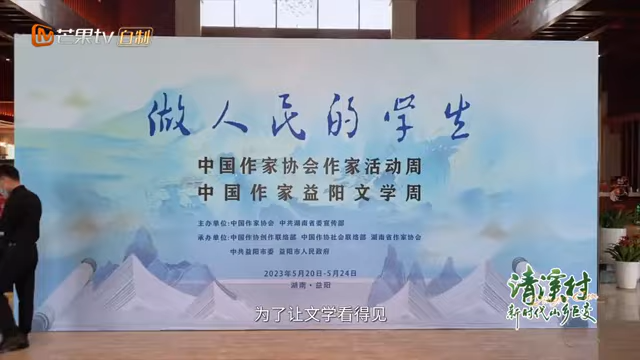 芒果tv 自制
做人民的学生
中国作家协会作家活动周
中国作家益阳文学周
主办单位:中国作家协会 中共湖南省委宣传部
承办单位:中国作协创作联络部 中国作协社会联络部 湖南省作家协会
中共益阳市委 益阳市人民政府
2023年5月20日-5月24日
湖南·益阳
清溪村
新时代山乡巨变
为了让文学看得见